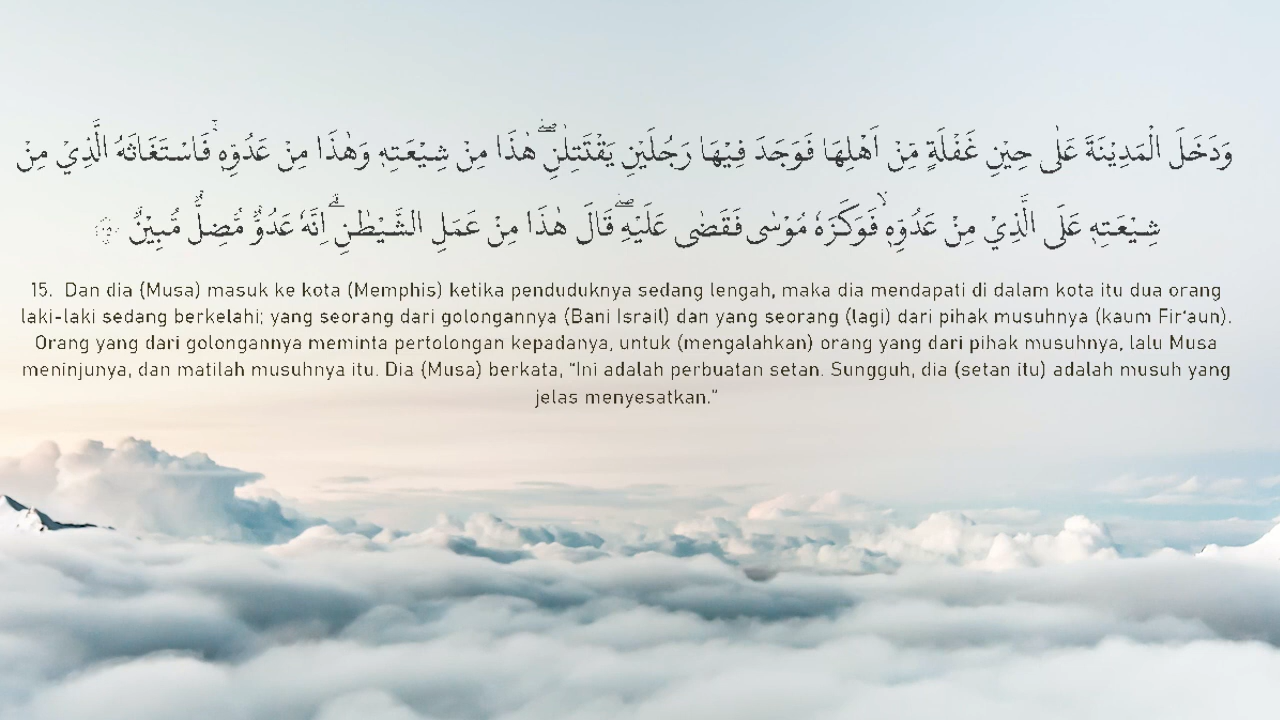 وَدَخَلَ الْمَدِيْنَةَ عَلٰى حِيْنِ غَفْلَةٍ مِّنْ اَهْلِهَا فَوَجَدَ فِيْهَا رَجُلَيْنِ يَقْتَتِلٰنِۖ هٰذَا مِنْ شِيْعَتِهٖ وَهٰذَا مِنْ عَدُوِّهٖۚ فَاسْتَغَاثَهُ الَّذِيْ مِنْ
شِيْعَتِهٖ عَلَى الَّذِيْ مِنْ عَدُوِّهٖۙ فَوَكَزَهٗ مُوْسٰى فَقَضٰى عَلَيْهِۖ قَالَ هٰذَا مِنْ عَمَلِ الشَّيْطٰنِۗ اِنَّهٗ عَدُوٌّ مُّضِلٌّ مُّبِيْنٌ
15. Dan dia (Musa) masuk ke kota (Memphis) ketika penduduknya sedang lengah, maka dia mendapati di dalam kota itu dua orang
laki-laki sedang berkelahi; yang seorang dari golongannya (Bani Israil) dan yang seorang (lagi) dari pihak musuhnya (kaum Fir‘aun).
Orang yang dari golongannya meminta pertolongan kepadanya, untuk (mengalahkan) orang yang dari pihak musuhnya, lalu Musa
meninjunya, dan matilah musuhnya itu. Dia (Musa) berkata, “Ini adalah perbuatan setan. Sungguh, dia (setan itu) adalah musuh yang
jelas menyesatkan.”